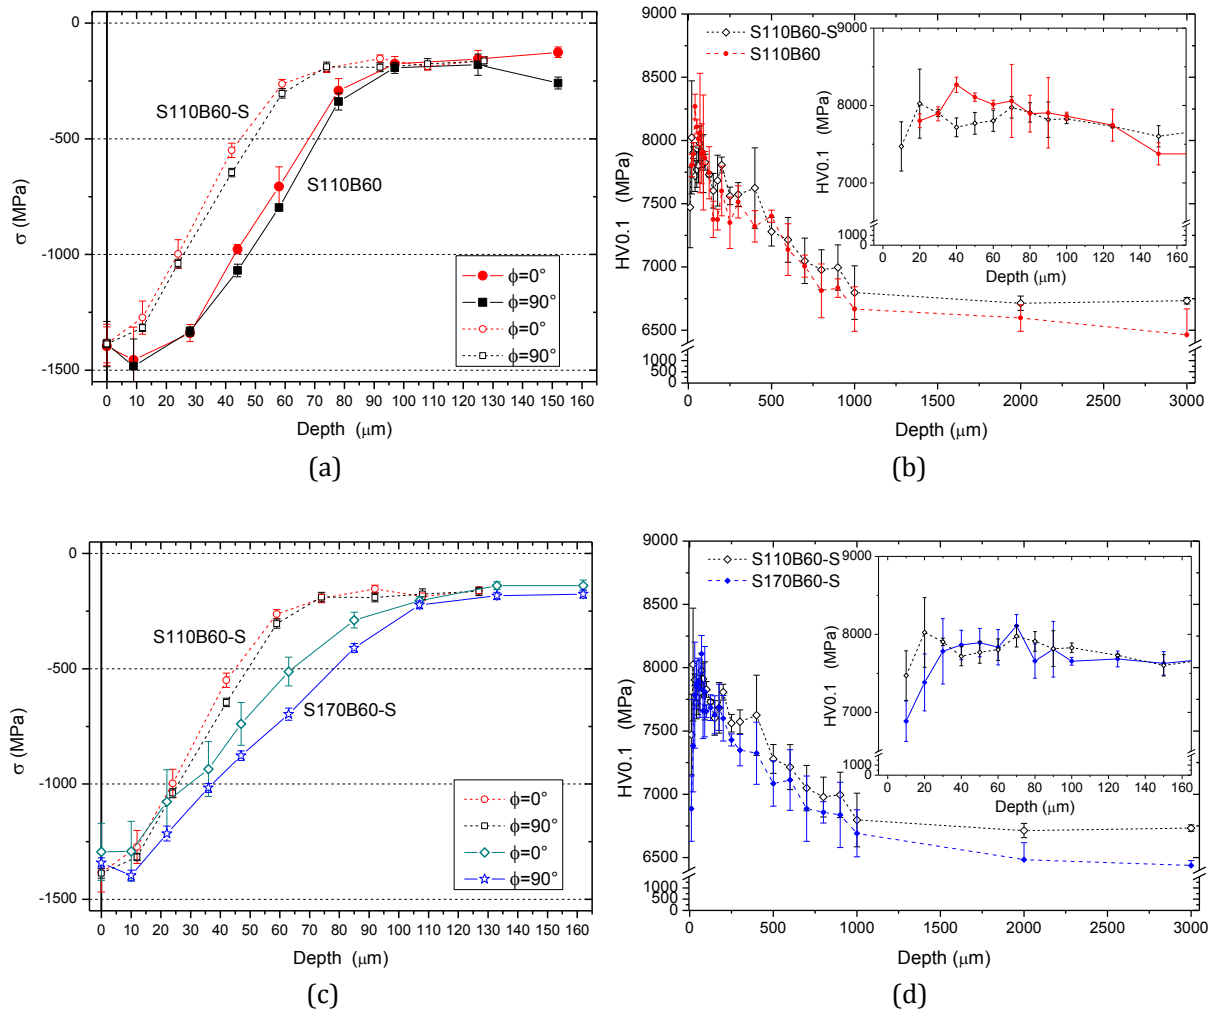 0
-500
-1000
-1500
σ (MPa)
S110B60-S
S110B60
ϕ=0°
ϕ=90°
ϕ=0°
ϕ=90°
0 10 20 30 40 50 60 70 80 90 100 110 120 130 140 150 160
Depth (μm)
(a)
9000
8500
8000
7500
7000
6500
1000
500
0
HV0.1 (MPa)
S110B60-S
S110B60
9000
8000
7000
1000
0
HV0.1 (MPa)
0 20 40 60 80 100 120 140 160
Depth (μm)
0 500 1000 1500 2000 2500 3000
Depth (μm)
(b)
0
-500
-1000
-1500
σ (MPa)
S110B60-S
S170B60-S
ϕ=0°
ϕ=90°
ϕ=0°
ϕ=90°
0 10 20 30 40 50 60 70 80 90 100 110 120 130 140 150 160
Depth (μm)
(c)
9000
8500
8000
7500
7000
6500
1000
500
0
HV0.1 (MPa)
S110B60-S
S170B60-S
9000
8000
7000
1000
0
HV0.1 (MPa)
0 20 40 60 80 100 120 140 160
Depth (μm)
0 500 1000 1500 2000 2500 3000
Depth (μm)
(d)